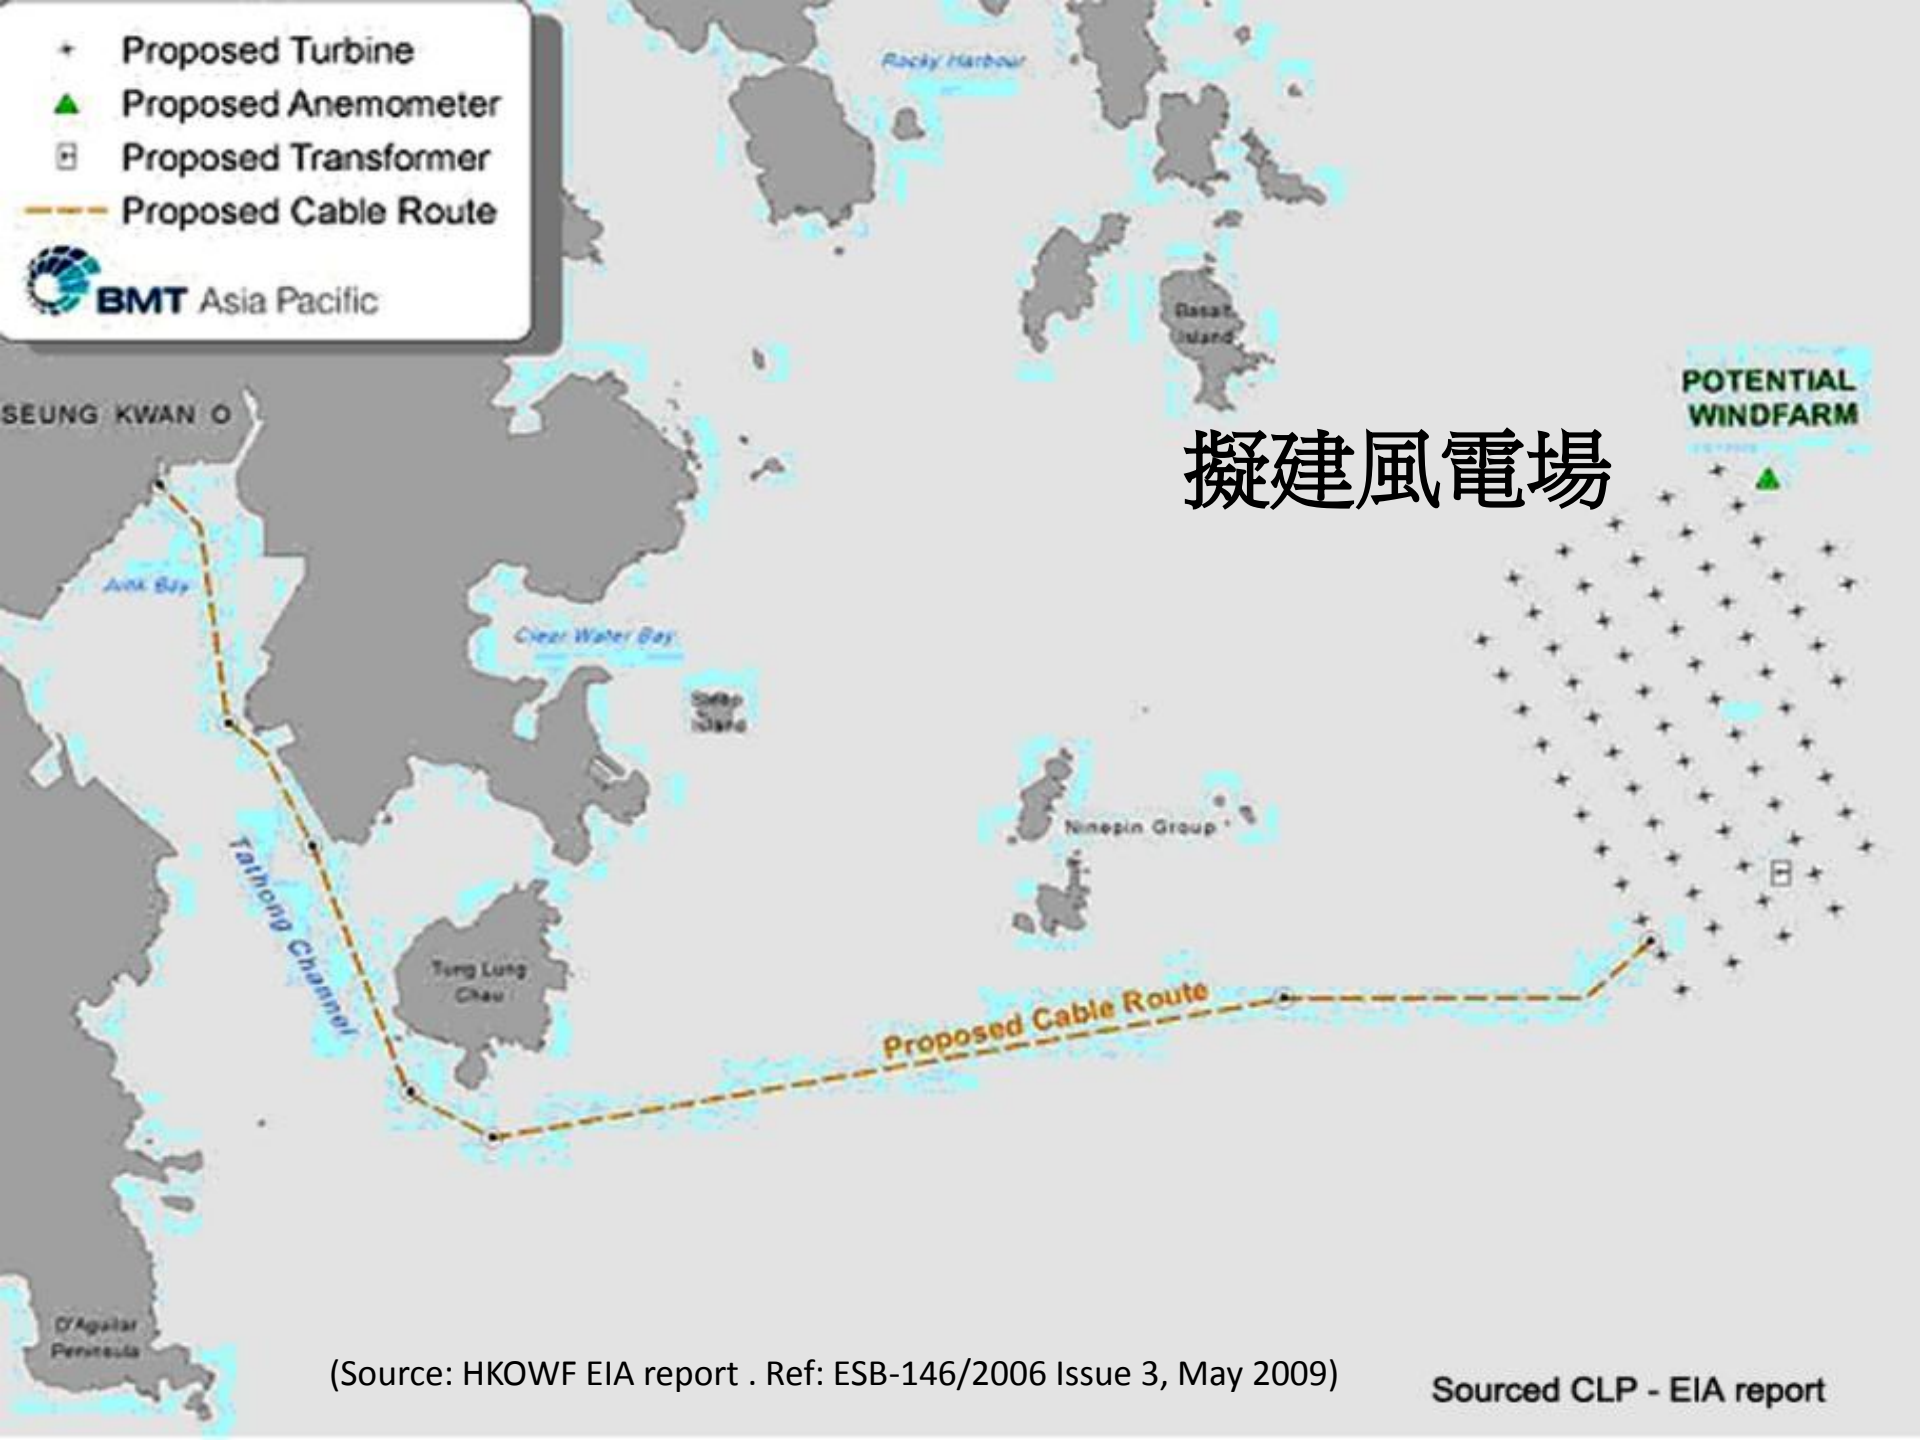 Proposed Turbine
Proposed Anemometer
Proposed Transformer
Proposed Cable Route
BMT Asia Pacific
Rocky Harbour
Basalt
Island
SEUNG KWAN O
POTENTIAL
WINDFARM
擬建風電場
Junk Bay
Clear Water Bay
Steep
Island
Ninepin Group
Tathong Channel
Tung Lung
Chau
Proposed Cable Route
D'Aguilar
Peninsula
(Source: HKOWF EIA report . Ref: ESB-146/2006 Issue 3, May 2009)
Sourced CLP - EIA report